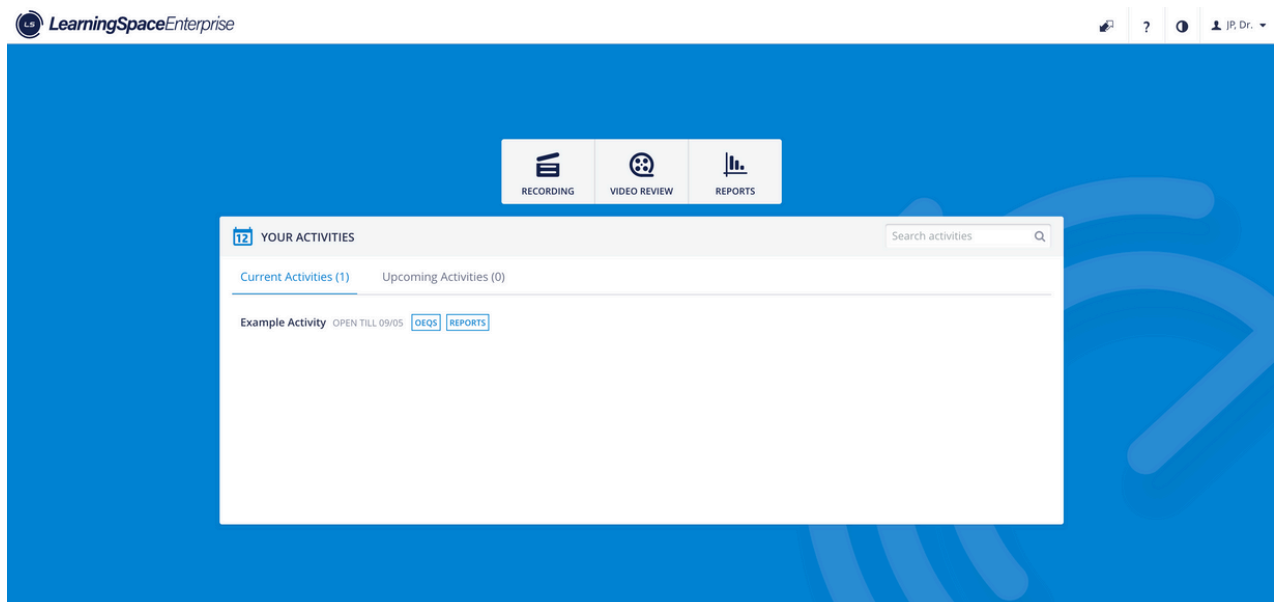 LS LearningSpaceEnterprise ? JP, Dr.
RECORDING VIDEO REVIEW REPORTS
12 YOUR ACTIVITIES Search activities
Current Activities (1) Upcoming Activities (0)
Example Activity OPEN TILL 09/05 OEQS REPORTS